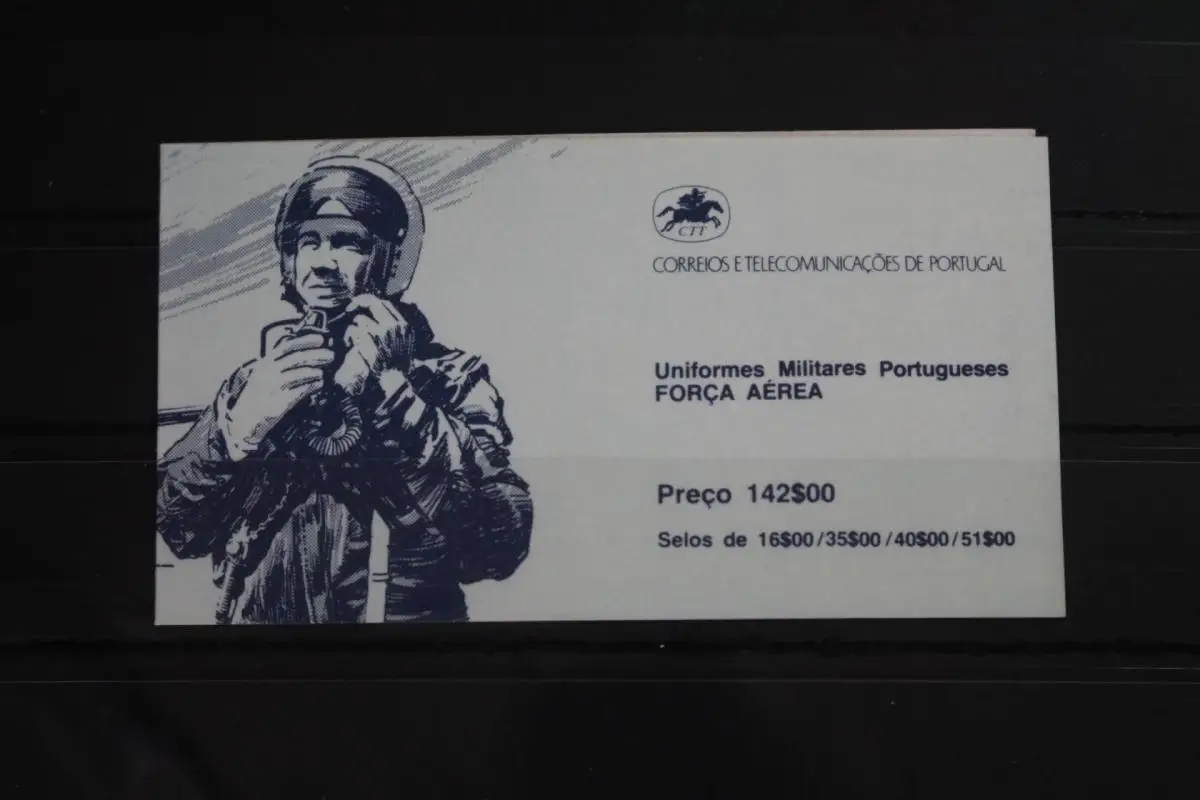 CTT
CORREIOS E TELECOMUNICAÇÕES DE PORTUGAL
Uniformes Militares Portugueses
FORÇA AÉREA
Preço 142$00
Selos de 16$00/35$00/40$00/51$00